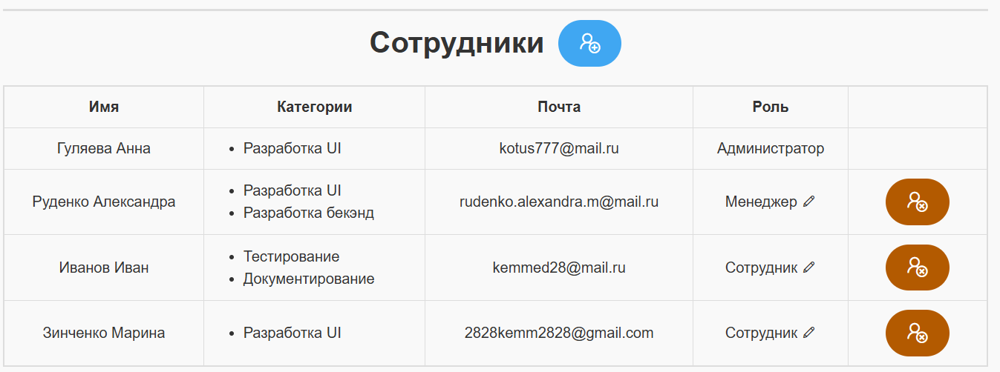 Сотрудники
Имя Категории Почта Роль
Гуляева Анна • Разработка UI kotus777@mail.ru Администратор
Руденко Александра • Разработка UI rudenko.alexandra.m@mail.ru Менеджер
• Разработка бекэнд
Иванов Иван • Тестирование kemmed28@mail.ru Сотрудник
• Документирование
Зинченко Марина • Разработка UI 2828kemm2828@gmail.com Сотрудник